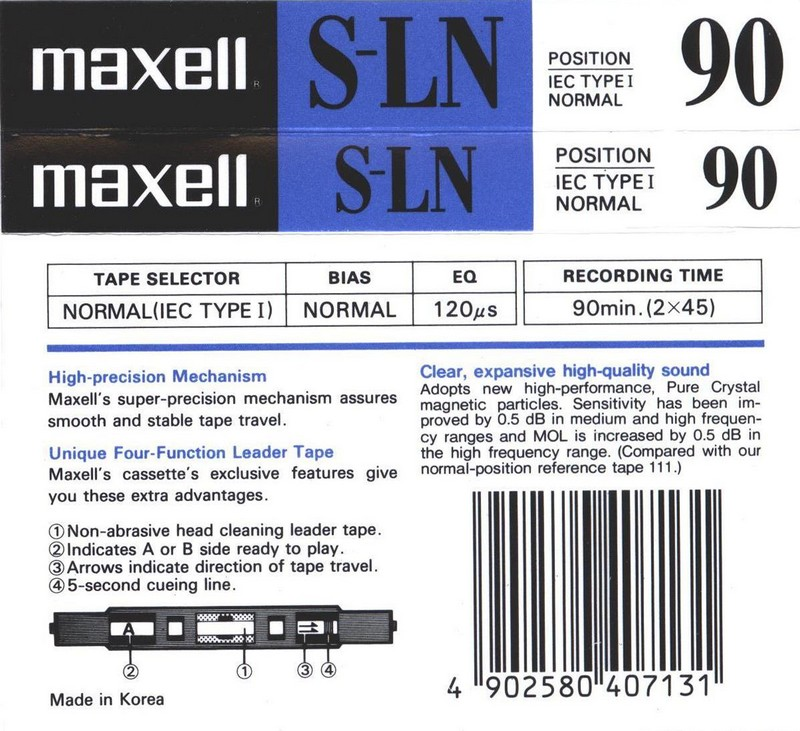 maxell® S-LN POSITION 90
IEC TYPE I
NORMAL
maxell® S-LN POSITION 90
IEC TYPE I
NORMAL
TAPE SELECTOR BIAS EQ RECORDING TIME
NORMAL(IEC TYPE I) NORMAL 120μs 90min.(2×45)
High-precision Mechanism
Maxell's super-precision mechanism assures
smooth and stable tape travel.
Unique Four-Function Leader Tape
Maxell's cassette's exclusive features give
you these extra advantages.
①Non-abrasive head cleaning leader tape.
②Indicates A or B side ready to play.
③Arrows indicate direction of tape travel.
④5-second cueing line.
A
② ① ③ ④
Made in Korea
Clear, expansive high-quality sound
Adopts new high-performance, Pure Crystal
magnetic particles. Sensitivity has been im-
proved by 0.5 dB in medium and high frequen-
cy ranges and MOL is increased by 0.5 dB in
the high frequency range. (Compared with our
normal-position reference tape 111.)
4 902580 407131